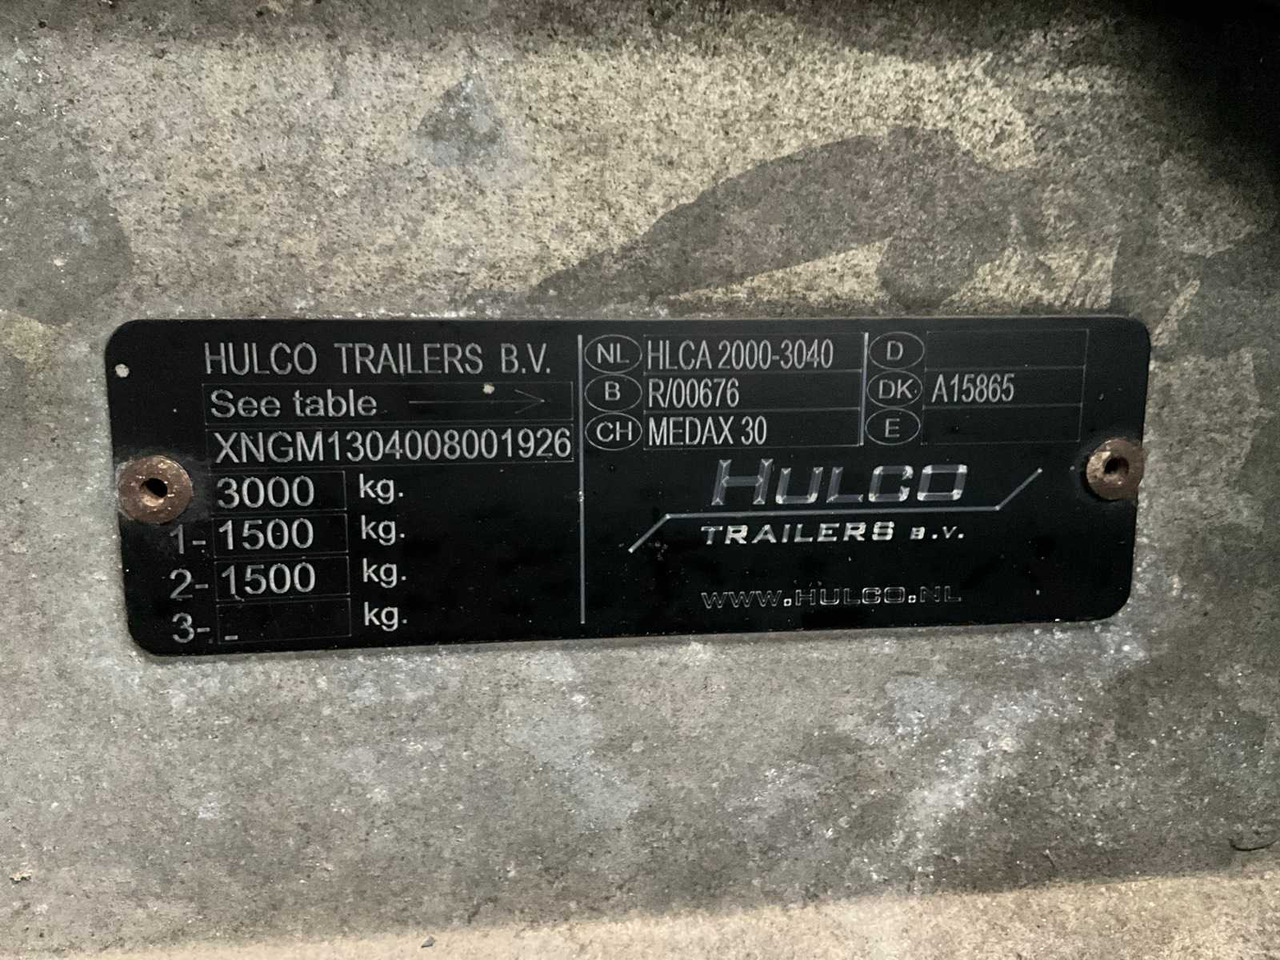 HULCO TRAILERS B.V.
See table
XNGM1304008001926
3000 kg.
1- 1500 kg.
2- 1500 kg.
3- - kg.
NL HLCA 2000-3040
B R/00676
CH MEDAX 30
D
DK A15865
E
HULCO
TRAILERS B.V.
WWW.HULCO.NL